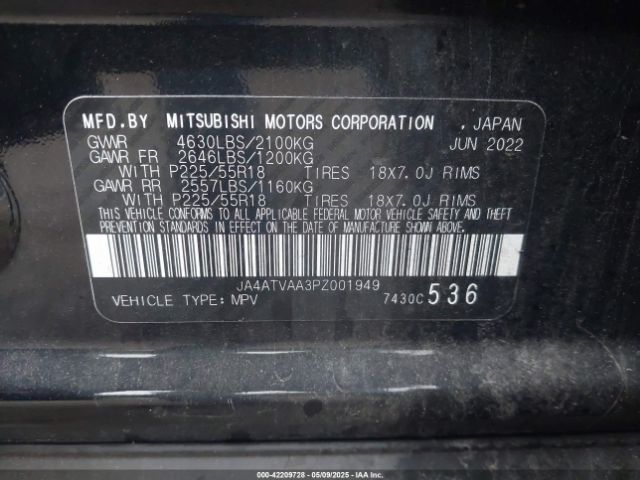 MFD.BY MITSUBISHI MOTORS CORPORATION , JAPAN
GVWR 4630LBS/2100KG JUN 2022
GAWR FR 2646LBS/1200KG
WITH P225/55R18 TIRES 18X7.0J RIMS
GAWR RR 2557LBS/1160KG
WITH P225/55R18 TIRES 18X7.0J RIMS
THIS VEHICLE CONFORMS TO ALL APPLICABLE FEDERAL MOTOR VEHICLE SAFETY AND THEFT
PREVENTION STANDARDS IN EFFECT ON THE DATE OF MANUFACTURE SHOWN ABOVE.
JA4ATVAA3PZ001949
VEHICLE TYPE:MPV 7430C 536
000-42209728 - 05/09/2025 - IAAI.COM